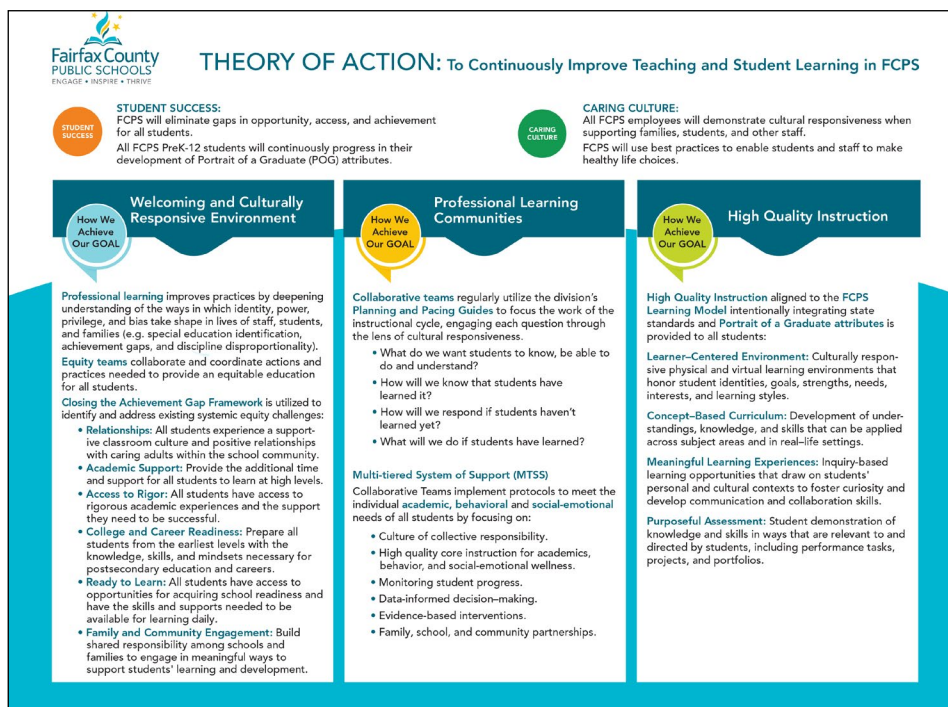 Fairfax County
PUBLIC SCHOOLS
ENGAGE • INSPIRE • THRIVE
THEORY OF ACTION: To Continuously Improve Teaching and Student Learning in FCPS
STUDENT
SUCCESS
STUDENT SUCCESS:
FCPS will eliminate gaps in opportunity, access, and achievement
for all students.
All FCPS PreK-12 students will continuously progress in their
development of Portrait of a Graduate (POG) attributes.
CARING
CULTURE
CARING CULTURE:
All FCPS employees will demonstrate cultural responsiveness when
supporting families, students, and other staff.
FCPS will use best practices to enable students and staff to make
healthy life choices.
How We
Achieve
Our GOAL
Welcoming and Culturally
Responsive Environment
Professional learning improves practices by deepening
understanding of the ways in which identity, power,
privilege, and bias take shape in lives of staff, students,
and families (e.g. special education identification,
achievement gaps, and discipline disproportionality).
Equity teams collaborate and coordinate actions and
practices needed to provide an equitable education
for all students.
Closing the Achievement Gap Framework is utilized to
identify and address existing systemic equity challenges:
• Relationships: All students experience a support-
ive classroom culture and positive relationships
with caring adults within the school community.
• Academic Support: Provide the additional time
and support for all students to learn at high levels.
• Access to Rigor: All students have access to
rigorous academic experiences and the support
they need to be successful.
• College and Career Readiness: Prepare all
students from the earliest levels with the
knowledge, skills, and mindsets necessary for
postsecondary education and careers.
• Ready to Learn: All students have access to
opportunities for acquiring school readiness and
have the skills and supports needed to be
available for learning daily.
• Family and Community Engagement: Build
shared responsibility among schools and
families to engage in meaningful ways to
support students' learning and development.
How We
Achieve
Our GOAL
Professional Learning
Communities
Collaborative teams regularly utilize the division's
Planning and Pacing Guides to focus the work of the
instructional cycle, engaging each question through
the lens of cultural responsiveness.
• What do we want students to know, be able to
do and understand?
• How will we know that students have
learned it?
• How will we respond if students haven't
learned yet?
• What will we do if students have learned?
Multi-tiered System of Support (MTSS)
Collaborative Teams implement protocols to meet the
individual academic, behavioral and social-emotional
needs of all students by focusing on:
• Culture of collective responsibility.
• High quality core instruction for academics,
behavior, and social-emotional wellness.
• Monitoring student progress.
• Data-informed decision–making.
• Evidence-based interventions.
• Family, school, and community partnerships.
How We
Achieve
Our GOAL
High Quality Instruction
High Quality Instruction aligned to the FCPS
Learning Model intentionally integrating state
standards and Portrait of a Graduate attributes is
provided to all students:
Learner–Centered Environment: Culturally respon-
sive physical and virtual learning environments that
honor student identities, goals, strengths, needs,
interests, and learning styles.
Concept–Based Curriculum: Development of under-
standings, knowledge, and skills that can be applied
across subject areas and in real–life settings.
Meaningful Learning Experiences: Inquiry-based
learning opportunities that draw on students'
personal and cultural contexts to foster curiosity and
develop communication and collaboration skills.
Purposeful Assessment: Student demonstration of
knowledge and skills in ways that are relevant to and
directed by students, including performance tasks,
projects, and portfolios.